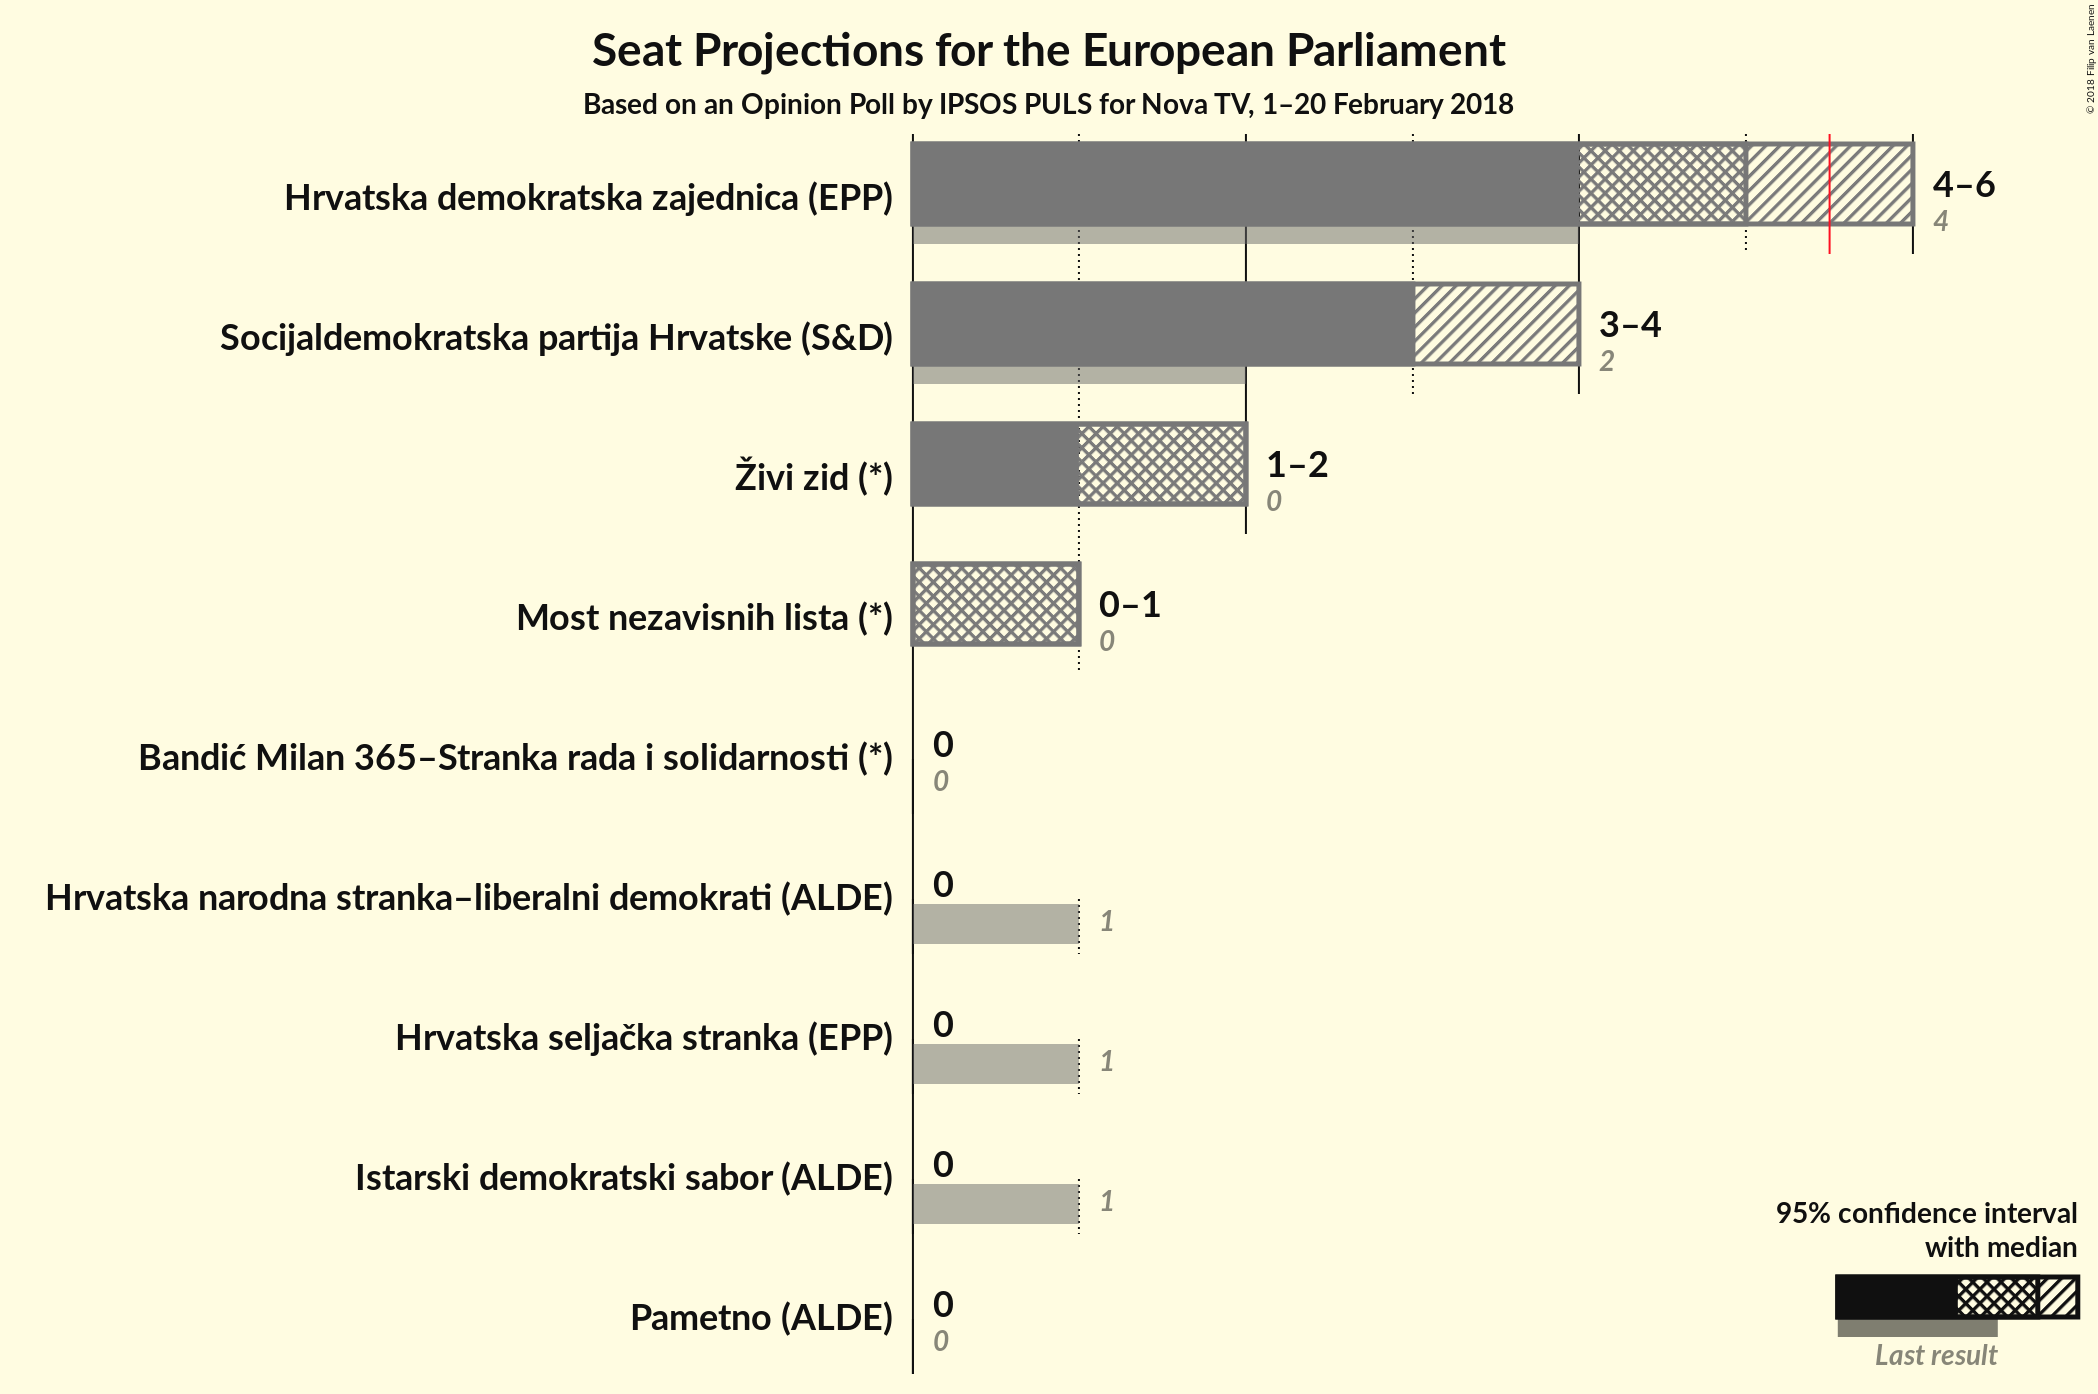 Seat Projections for the European Parliament
Based on an Opinion Poll by IPSOS PULS for Nova TV, 1–20 February 2018
© 2018 Filip van Laenen
Hrvatska demokratska zajednica (EPP)
4–6
4
Socijaldemokratska partija Hrvatske (S&D)
3–4
2
Živi zid (*)
1–2
0
Most nezavisnih lista (*)
0–1
0
Bandić Milan 365–Stranka rada i solidarnosti (*)
0
0
Hrvatska narodna stranka–liberalni demokrati (ALDE)
0
1
Hrvatska seljačka stranka (EPP)
0
1
Istarski demokratski sabor (ALDE)
0
1
Pametno (ALDE)
0
0
95% confidence interval
with median
Last result